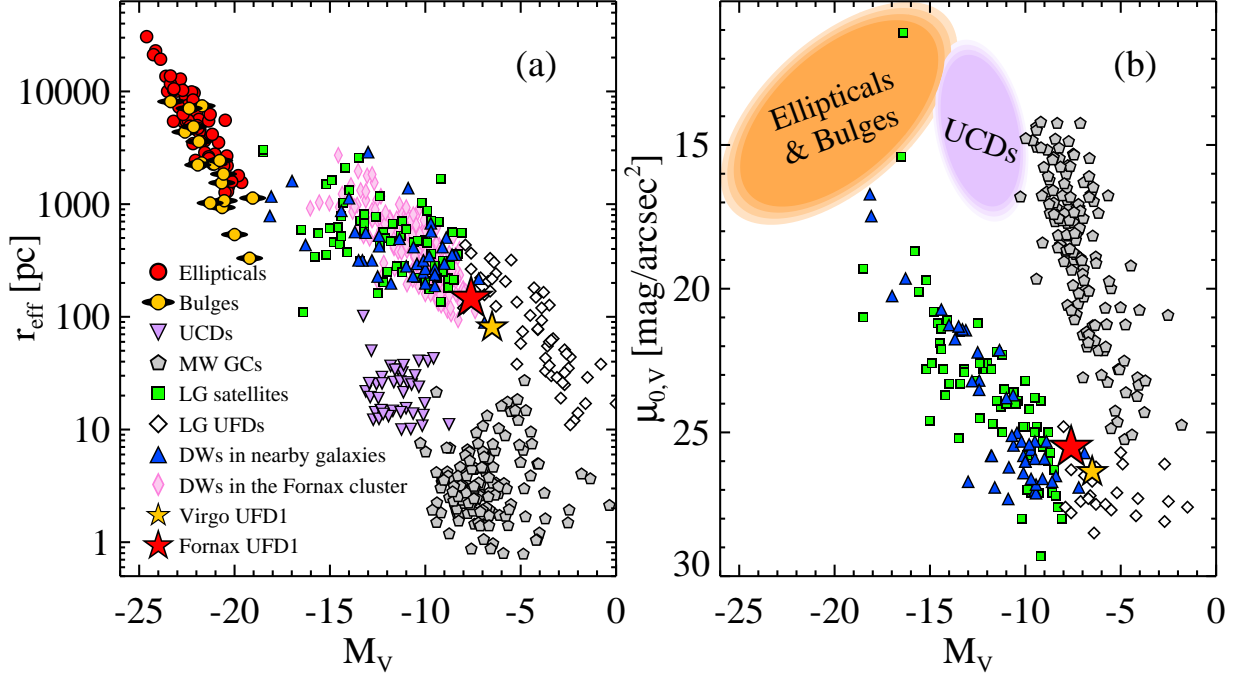 (a)
r_eff [pc]
10000
1000
100
10
1
Ellipticals
Bulges
UCDs
MW GCs
LG satellites
LG UFDs
DWs in nearby galaxies
DWs in the Fornax cluster
Virgo UFD1
Fornax UFD1
-25 -20 -15 -10 -5 0
M_V
(b)
Ellipticals
& Bulges
UCDs
μ_0,V [mag/arcsec²]
15
20
25
30
-25 -20 -15 -10 -5 0
M_V